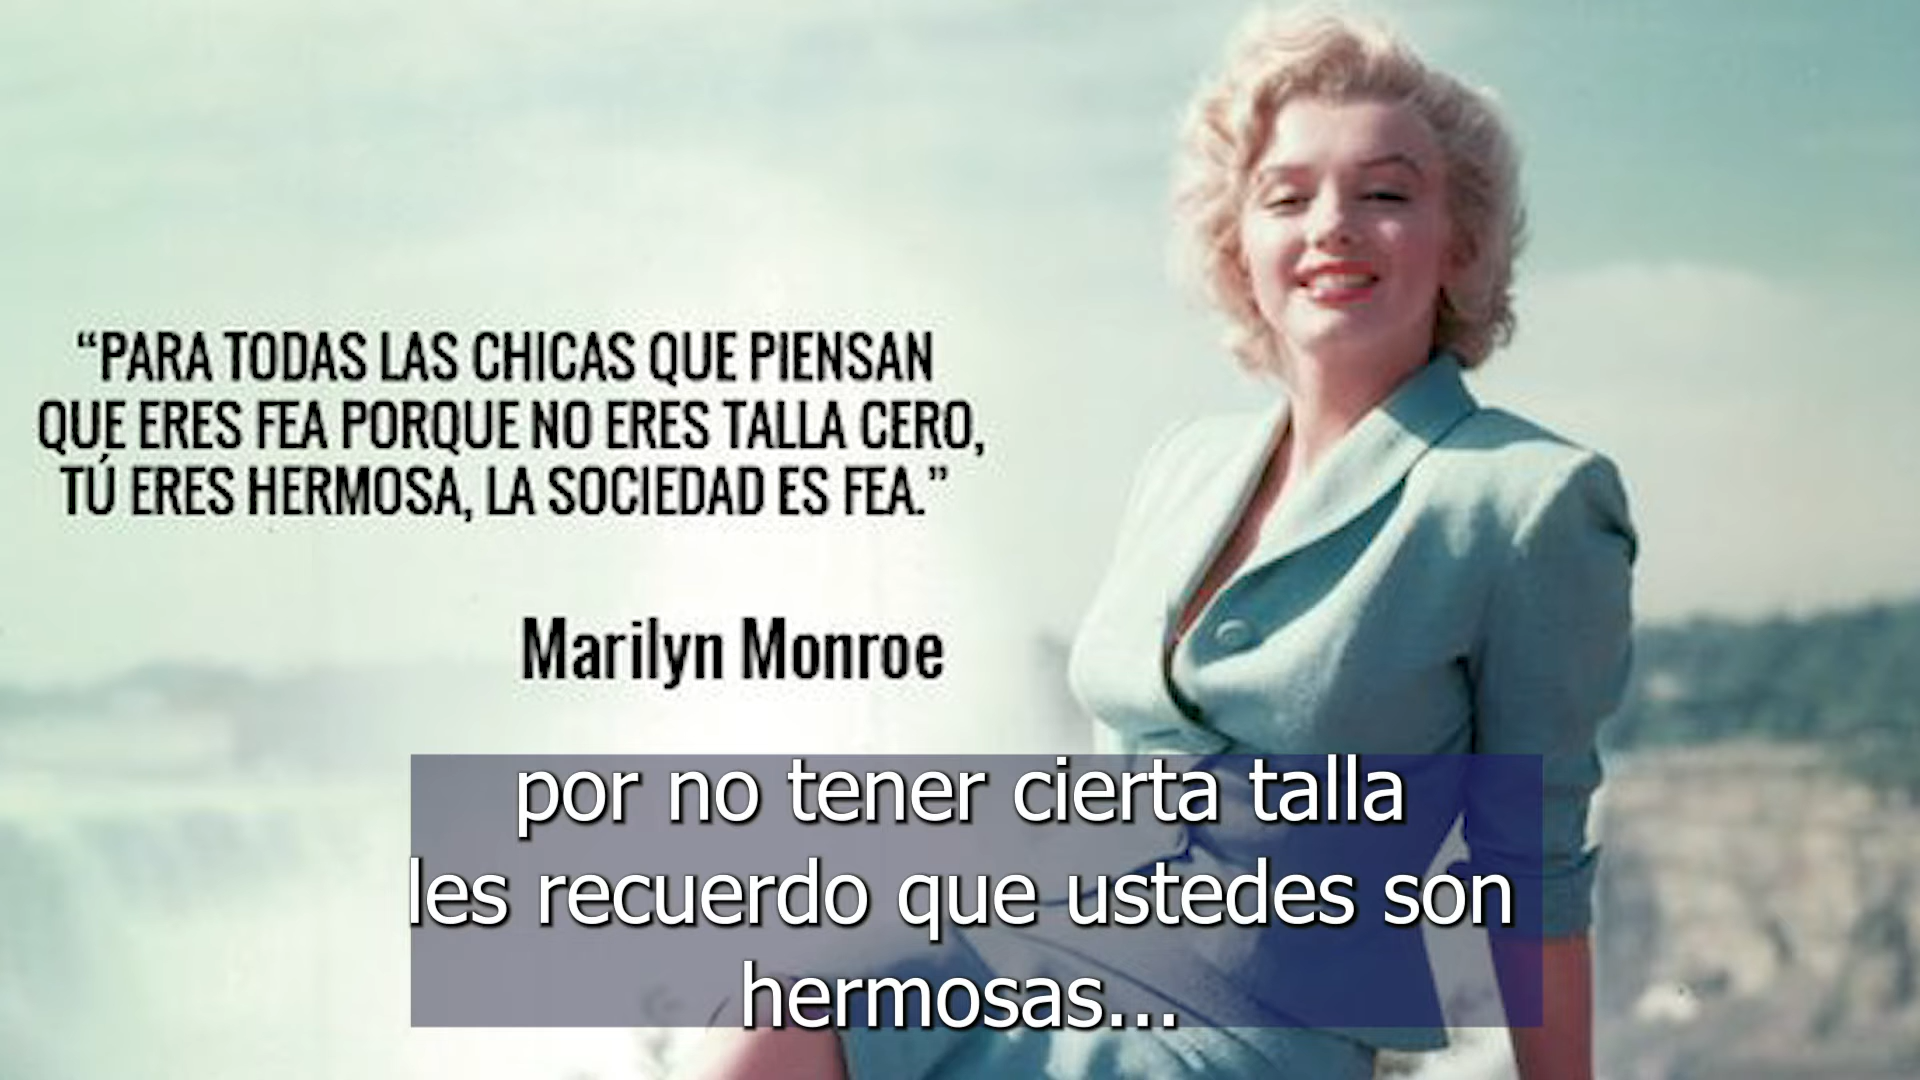 “PARA TODAS LAS CHICAS QUE PIENSAN
QUE ERES FEA PORQUE NO ERES TALLA CERO,
TÚ ERES HERMOSA, LA SOCIEDAD ES FEA.”
Marilyn Monroe
por no tener cierta talla
les recuerdo que ustedes son
hermosas...